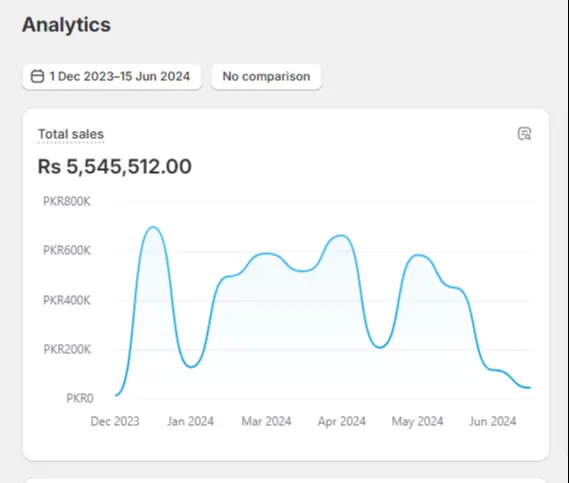 Analytics
1 Dec 2023–15 Jun 2024
No comparison
Total sales
Rs 5,545,512.00
PKR800K
PKR600K
PKR400K
PKR200K
PKR0
Dec 2023 Jan 2024 Mar 2024 Apr 2024 May 2024 Jun 2024